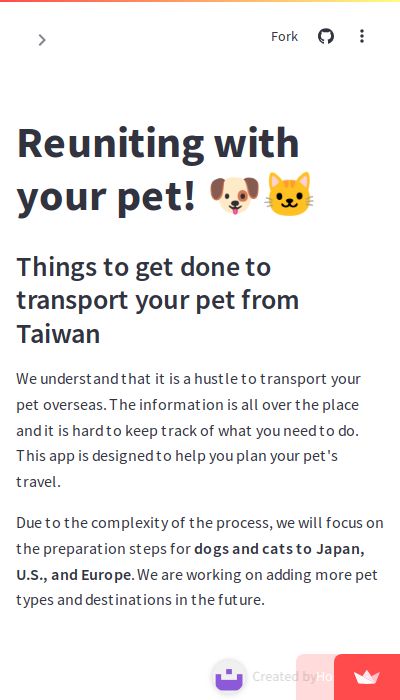 Fork
Reuniting with
your pet! 🐶🐱
Things to get done to
transport your pet from
Taiwan
We understand that it is a hustle to transport your
pet overseas. The information is all over the place
and it is hard to keep track of what you need to do.
This app is designed to help you plan your pet's
travel.
Due to the complexity of the process, we will focus on
the preparation steps for dogs and cats to Japan,
U.S., and Europe. We are working on adding more pet
types and destinations in the future.
Created by